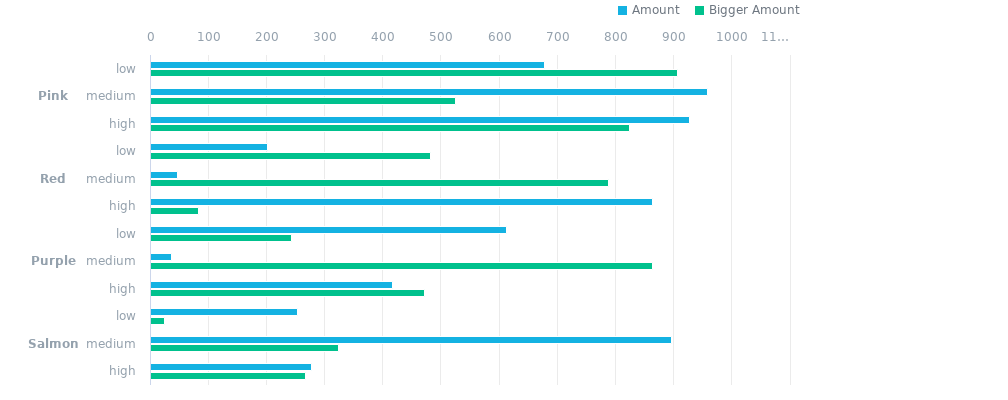 Amount Bigger Amount
0 100 200 300 400 500 600 700 800 900 1000 11...
low
Pink medium
high
low
Red medium
high
low
Purple medium
high
low
Salmon medium
high